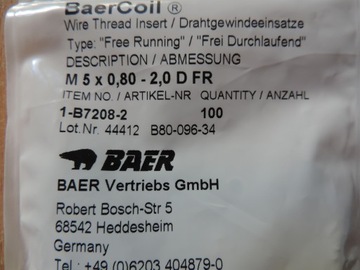 BaerCoil ®
Wire Thread Insert / Drahtgewindeeinsatze
Type: "Free Running" / "Frei Durchlaufend"
DESCRIPTION / ABMESSUNG
M 5 x 0,80 - 2,0 D FR
ITEM NO. / ARTIKEL-NR QUANTITY / ANZAHL
1-B7208-2 100
Lot.Nr. 44412 B80-096-34
BAER
BAER Vertriebs GmbH
Robert Bosch-Str 5
68542 Heddesheim
Germany
Tel.: +49 (0)6203 404879-0